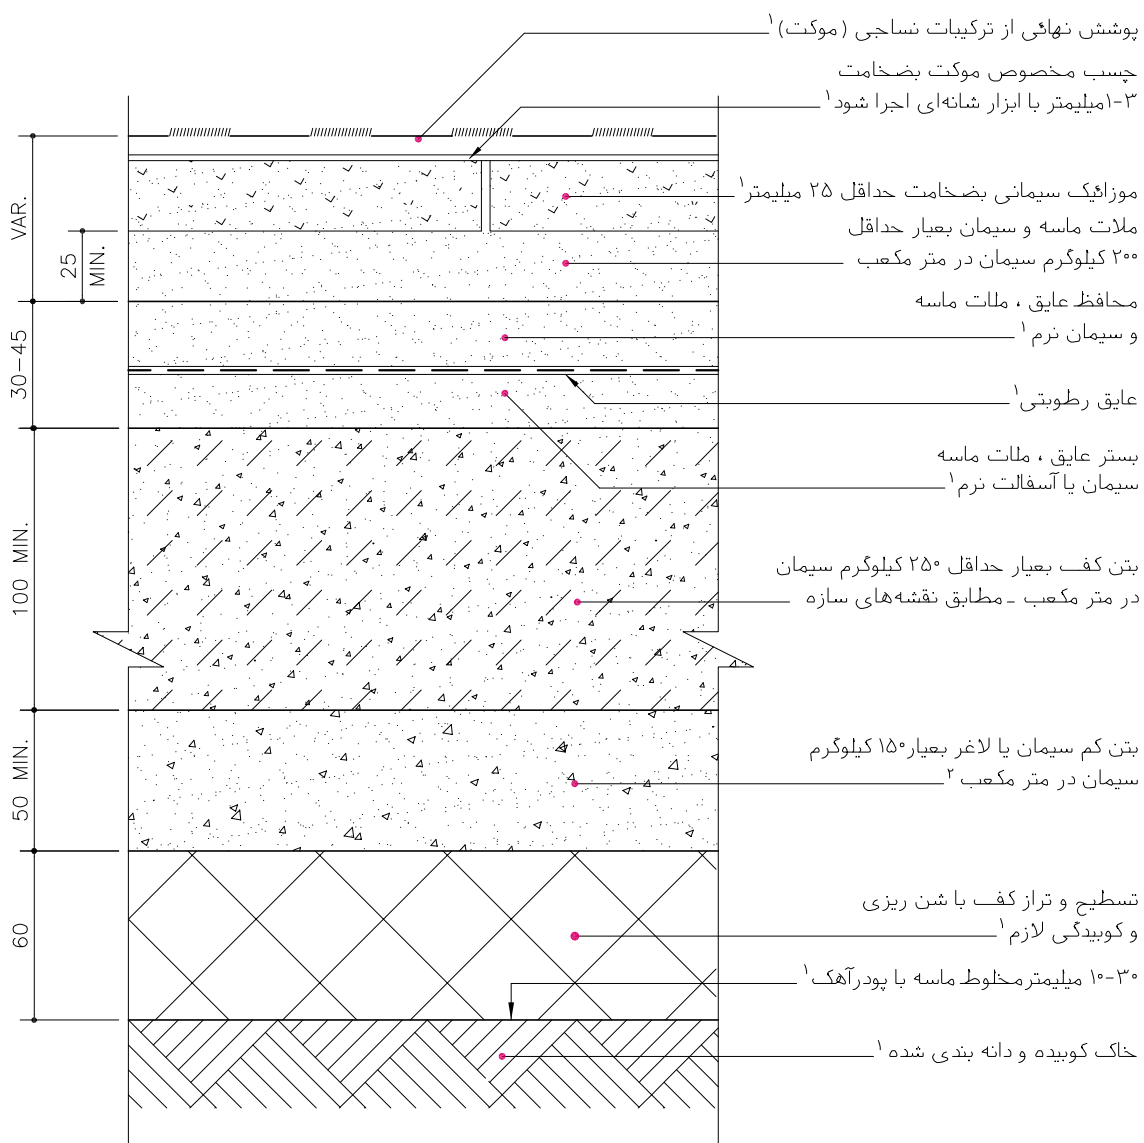 پوشش نهائی از ترکیبات نساجی (موکت)۱
چسب مخصوص موکت بضخامت
۱-۳میلیمتر با ابزار شانه‌ای اجرا شود۱
موزائیک سیمانی بضخامت حداقل ۲۵ میلیمتر۱
ملات ماسه و سیمان بعیار حداقل
۲۰۰ کیلوگرم سیمان در متر مکعب
محافظ عایق ، ملات ماسه
و سیمان نرم۱
عایق رطوبتی۱
بستر عایق ، ملات ماسه
سیمان یا آسفالت نرم۱
بتن کف بعیار حداقل ۲۵۰ کیلوگرم سیمان
در متر مکعب ـ مطابق نقشه‌های سازه
بتن کم سیمان یا لاغر بعیار۱۵۰ کیلوگرم
سیمان در متر مکعب ۲
تسطیح و تراز کف با شن ریزی
و کوبیدگی لازم۱
۱۰-۳۰ میلیمتر مخلوط ماسه با پودرآهک۱
خاک کوبیده و دانه بندی شده۱
VAR.
25
MIN.
30-45
100 MIN.
50 MIN.
60